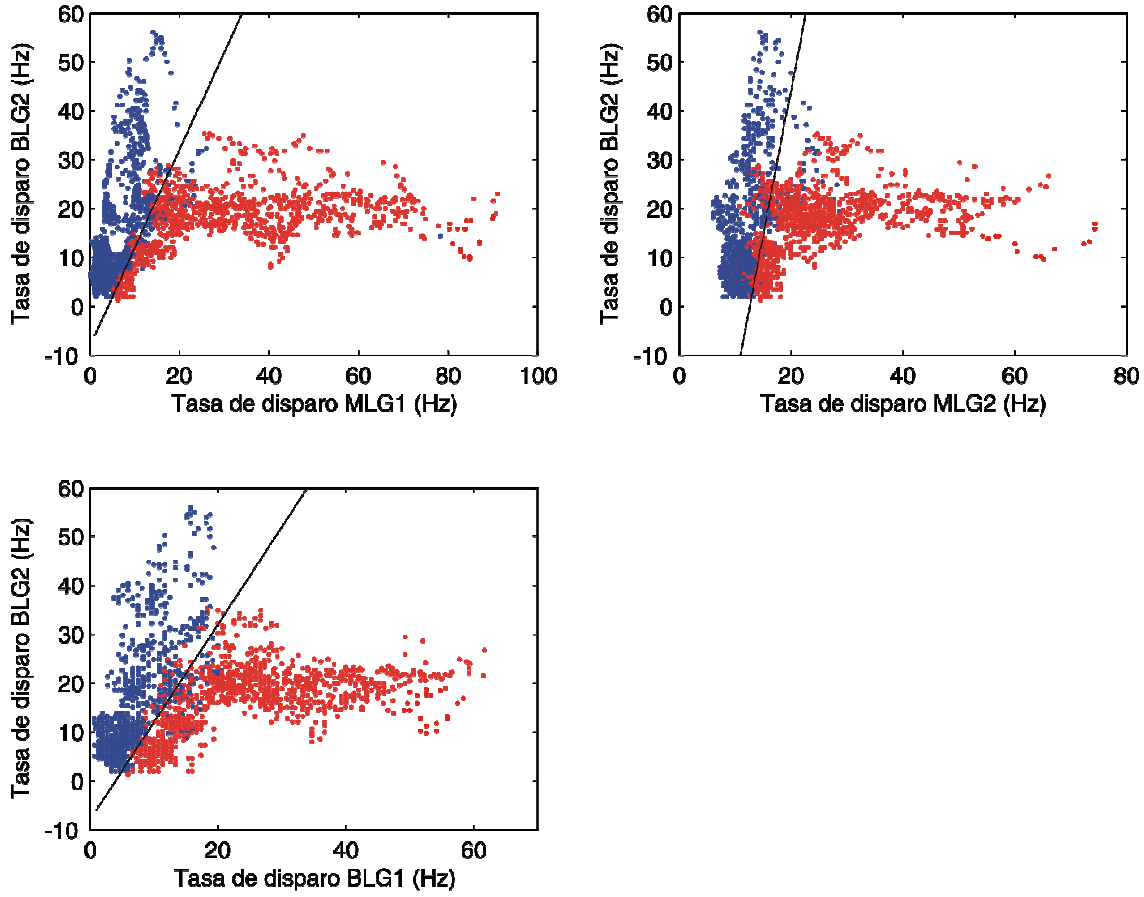 60
50
40
30
20
10
0
-10
Tasa de disparo BLG2 (Hz)
0 20 40 60 80 100
Tasa de disparo MLG1 (Hz)
60
50
40
30
20
10
0
-10
Tasa de disparo BLG2 (Hz)
0 20 40 60 80
Tasa de disparo MLG2 (Hz)
60
50
40
30
20
10
0
-10
Tasa de disparo BLG2 (Hz)
0 20 40 60
Tasa de disparo BLG1 (Hz)